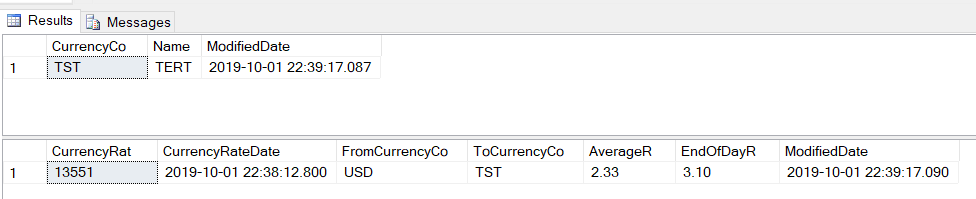 Results Messages
CurrencyCo Name ModifiedDate
1 TST TERT 2019-10-01 22:39:17.087
CurrencyRat CurrencyRateDate FromCurrencyCo ToCurrencyCo AverageR EndOfDayR ModifiedDate
1 13551 2019-10-01 22:38:12.800 USD TST 2.33 3.10 2019-10-01 22:39:17.090